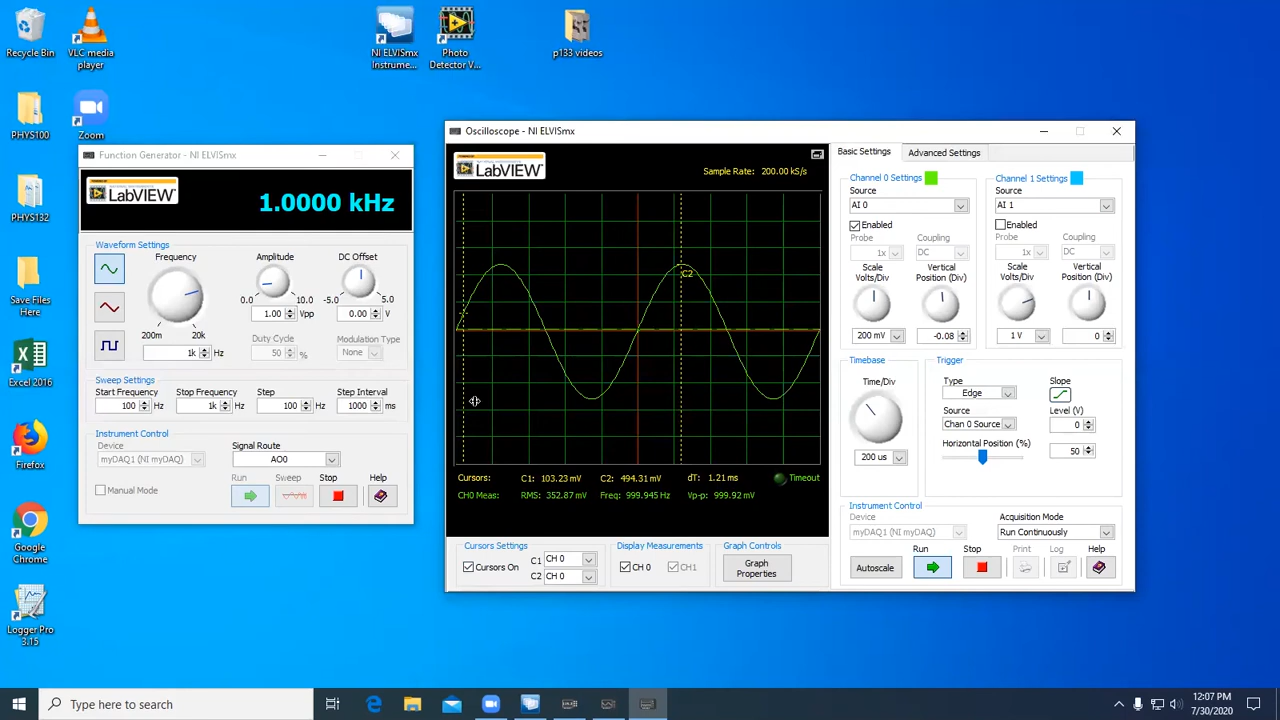 Recycle Bin
VLC media player
NI ELVISmx Instrume...
Photo Detector V...
p133 videos
PHYS100
Zoom
PHYS132
Save Files Here
Excel 2016
Firefox
Google Chrome
Logger Pro 3.15
Function Generator - NI ELVISmx
LabVIEW
1.0000 kHz
Waveform Settings
Frequency
Amplitude
DC Offset
0.0 10.0
-5.0 5.0
1.00 Vpp
0.00 V
200m 20k
1k Hz
Duty Cycle
50 %
Modulation Type
None
Sweep Settings
Start Frequency
Stop Frequency
Step
Step Interval
100 Hz
1k Hz
100 Hz
1000 ms
Instrument Control
Device
Signal Route
myDAQ1 (NI myDAQ)
AO0
Manual Mode
Run
Sweep
Stop
Help
Oscilloscope - NI ELVISmx
LabVIEW
Sample Rate: 200.00 kS/s
C2
Cursors: C1: 103.23 mV C2: 494.31 mV dT: 1.21 ms
Timeout
CH0 Meas: RMS: 352.87 mV Freq: 999.945 Hz Vp-p: 999.92 mV
Cursors Settings
Cursors On
C1 CH 0
C2 CH 0
Display Measurements
CH 0
CH1
Graph Controls
Graph Properties
Basic Settings
Advanced Settings
Channel 0 Settings
Source
AI 0
Enabled
Probe
1x
Coupling
DC
Scale Volts/Div
Vertical Position (Div)
200 mV
-0.08
Channel 1 Settings
Source
AI 1
Enabled
Probe
1x
Coupling
DC
Scale Volts/Div
Vertical Position (Div)
1 V
0
Timebase
Time/Div
200 us
Trigger
Type
Edge
Slope
Source
Chan 0 Source
Level (V)
0
Horizontal Position (%)
50
Instrument Control
Device
myDAQ1 (NI myDAQ)
Acquisition Mode
Run Continuously
Autoscale
Run
Stop
Print
Log
Help
Type here to search
12:07 PM
7/30/2020